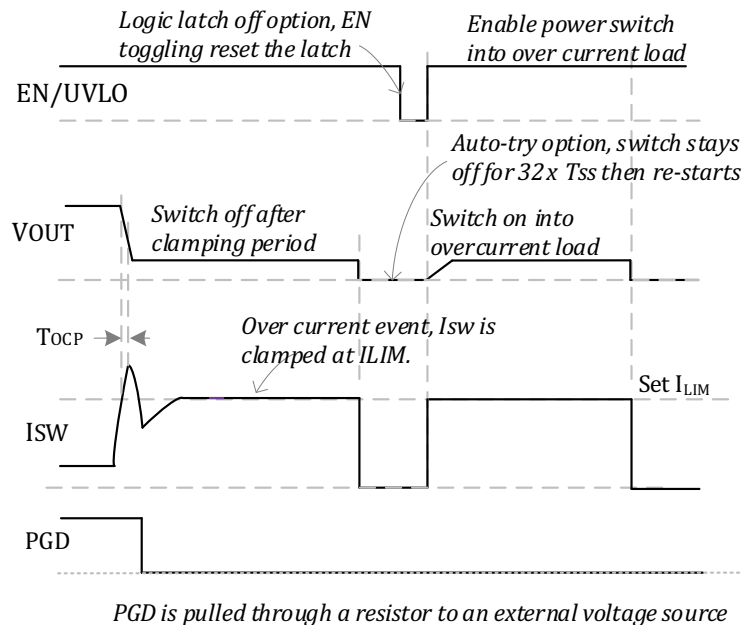 Logic latch off option, EN
toggling reset the latch
Enable power switch
into over current load
EN/UVLO
Auto-try option, switch stays
off for 32x Tss then re-starts
VOUT
Switch off after
clamping period
Switch on into
overcurrent load
TOCP
Over current event, Isw is
clamped at ILIM.
Set ILIM
ISW
PGD
PGD is pulled through a resistor to an external voltage source